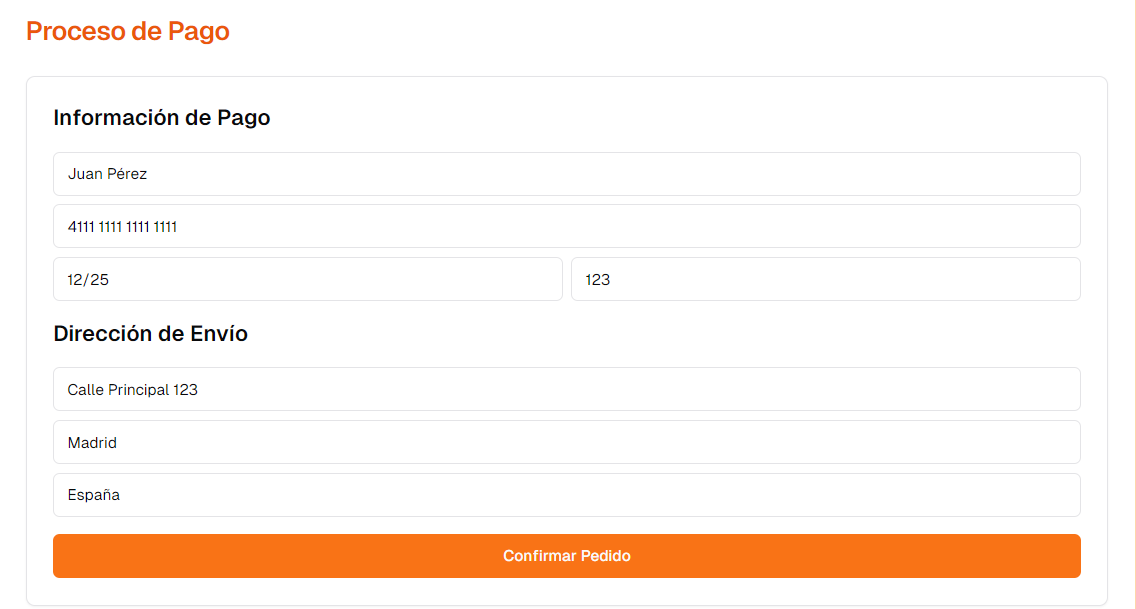 Proceso de Pago
Información de Pago
Juan Pérez
4111 1111 1111 1111
12/25 123
Dirección de Envío
Calle Principal 123
Madrid
España
Confirmar Pedido